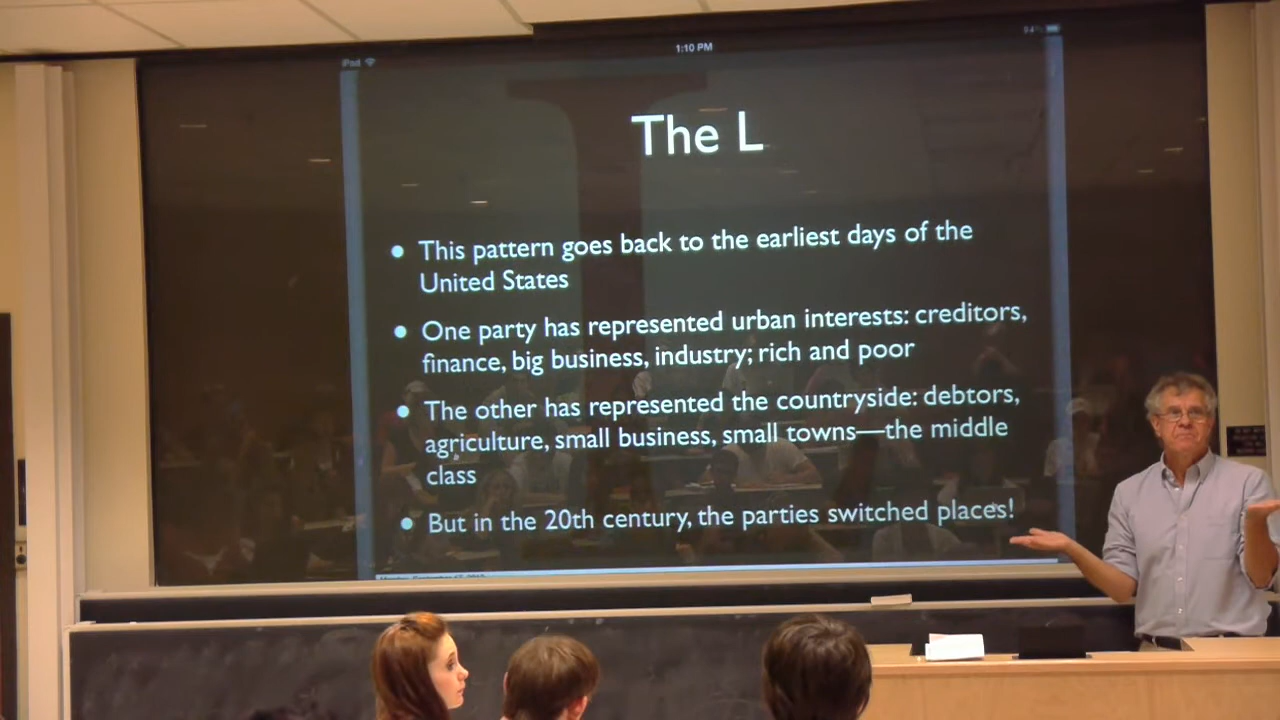 iPod
1:10 PM
The L
• This pattern goes back to the earliest days of the
United States
• One party has represented urban interests: creditors,
finance, big business, industry; rich and poor
• The other has represented the countryside: debtors,
agriculture, small business, small towns—the middle
class
• But in the 20th century, the parties switched places!